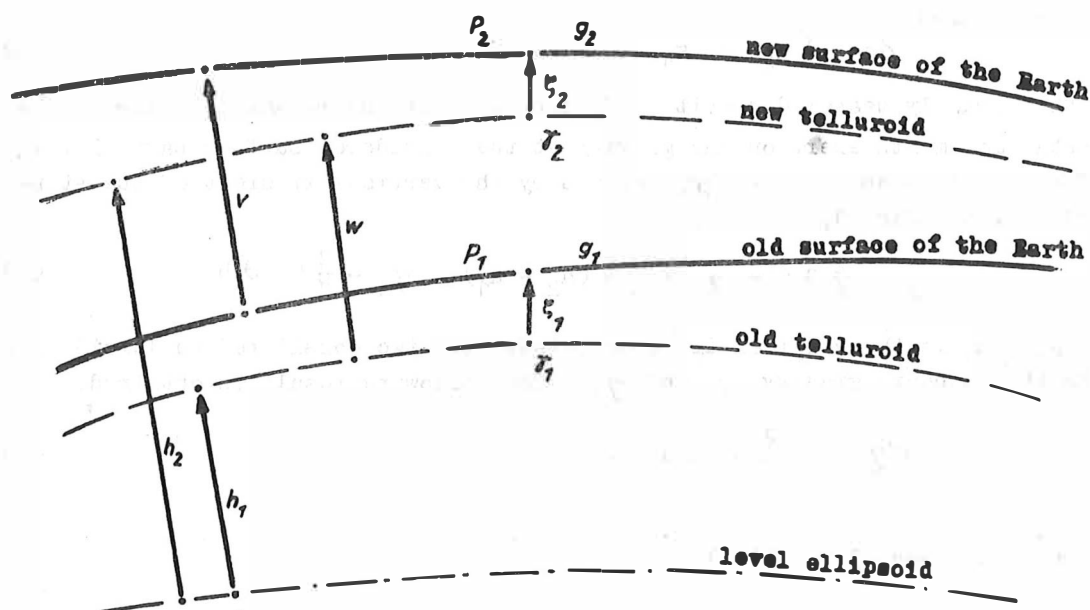 P₂ g₂ new surface of the Earth
ζ₂
new telluroid
γ₂
v
w
P₁ g₁ old surface of the Earth
ζ₁
old telluroid
γ₁
h₂
h₁
level ellipsoid